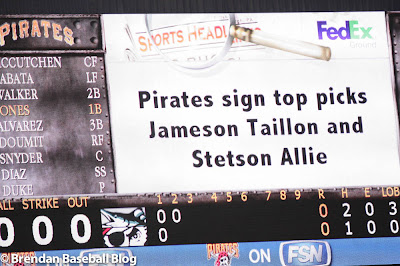 PIRATES
CCUTCHEN CF
ABATA LF
WALKER 2B
ONES 1B
ALVAREZ 3B
DOUMIT RF
SNYDER C
DIAZ SS
DUKE P
SPORTS HEADL
FedEx
Ground
Pirates sign top picks
Jameson Taillon and
Stetson Allie
ALL STRIKE OUT
0 0 0
1 2 3 4 5 6 7 8 9 R H E LOB
0 0 0 2 0 3
0 0 1 0 0
PIRATES ON FSN
© Brendan Baseball Blog